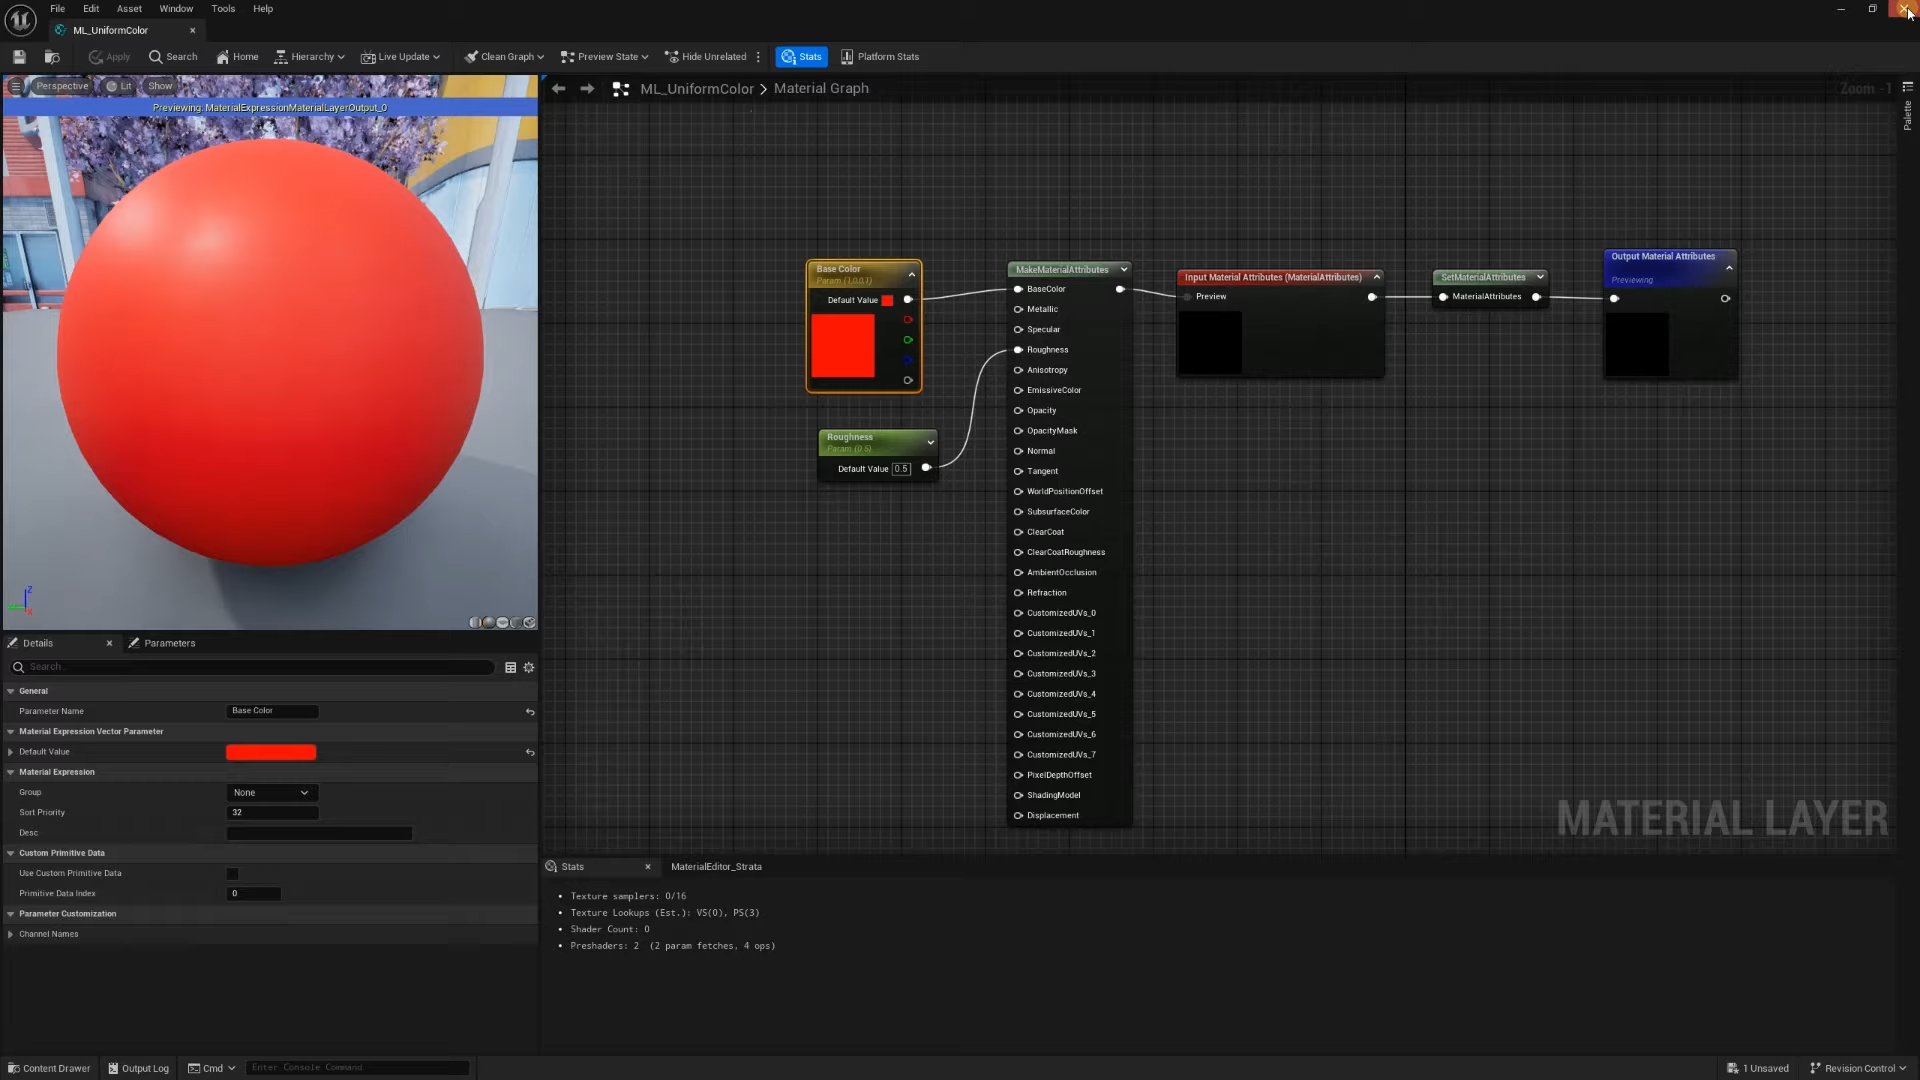 File Edit Asset Window Tools Help
ML_UniformColor
Apply Search Home Hierarchy Live Update Clean Graph Preview State Hide Unrelated Stats Platform Stats
Perspective Lit Show
Previewing: MaterialExpressionMaterialLayerOutput_0
ML_UniformColor > Material Graph
Zoom -1
Palette
Base Color
Param (1,0,0,1)
Default Value
Roughness
Param (0.5)
Default Value 0.5
MakeMaterialAttributes
BaseColor
Metallic
Specular
Roughness
Anisotropy
EmissiveColor
Opacity
OpacityMask
Normal
Tangent
WorldPositionOffset
SubsurfaceColor
ClearCoat
ClearCoatRoughness
AmbientOcclusion
Refraction
CustomizedUVs_0
CustomizedUVs_1
CustomizedUVs_2
CustomizedUVs_3
CustomizedUVs_4
CustomizedUVs_5
CustomizedUVs_6
CustomizedUVs_7
PixelDepthOffset
ShadingModel
Displacement
Input Material Attributes (MaterialAttributes)
Preview
SetMaterialAttributes
MaterialAttributes
Output Material Attributes
Previewing
MATERIAL LAYER
Z
X
Details Parameters
Search
General
Parameter Name Base Color
Material Expression Vector Parameter
Default Value
Material Expression
Group None
Sort Priority 32
Desc
Custom Primitive Data
Use Custom Primitive Data
Primitive Data Index 0
Parameter Customization
Channel Names
Stats MaterialEditor_Strata
Texture samplers: 0/16
Texture Lookups (Est.): VS(0), PS(3)
Shader Count: 0
Preshaders: 2 (2 param fetches, 4 ops)
Content Drawer Output Log Cmd Enter Console Command 1 Unsaved Revision Control